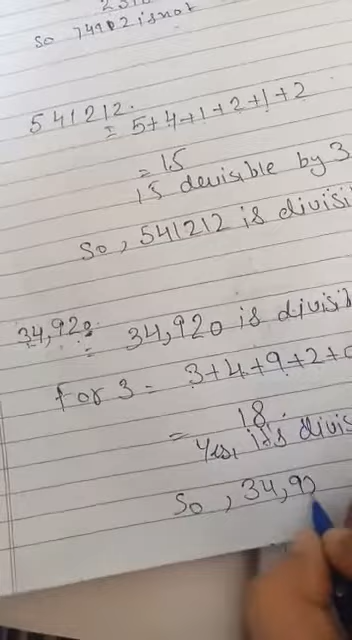 So 74902 is not
541212.
= 5+4+1+2+1+2
= 15
15 devisible by 3
So, 541212 is divisi
34,920 = 34,920 is divisi
For 3 = 3+4+9+2+0
= 18.
Yes, it's divis
So, 34,92